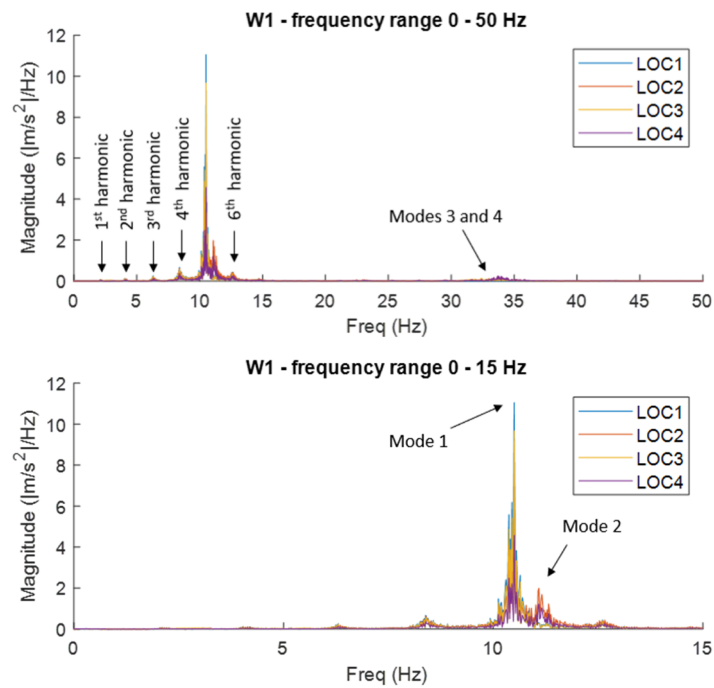 W1 - frequency range 0 - 50 Hz
12
10
8
6
4
2
0
Magnitude (|m/s²|/Hz)
1st harmonic
2nd harmonic
3rd harmonic
4th harmonic
6th harmonic
Modes 3 and 4
LOC1
LOC2
LOC3
LOC4
0 5 10 15 20 25 30 35 40 45 50
Freq (Hz)
W1 - frequency range 0 - 15 Hz
12
10
8
6
4
2
0
Magnitude (|m/s²|/Hz)
Mode 1
Mode 2
LOC1
LOC2
LOC3
LOC4
0 5 10 15
Freq (Hz)